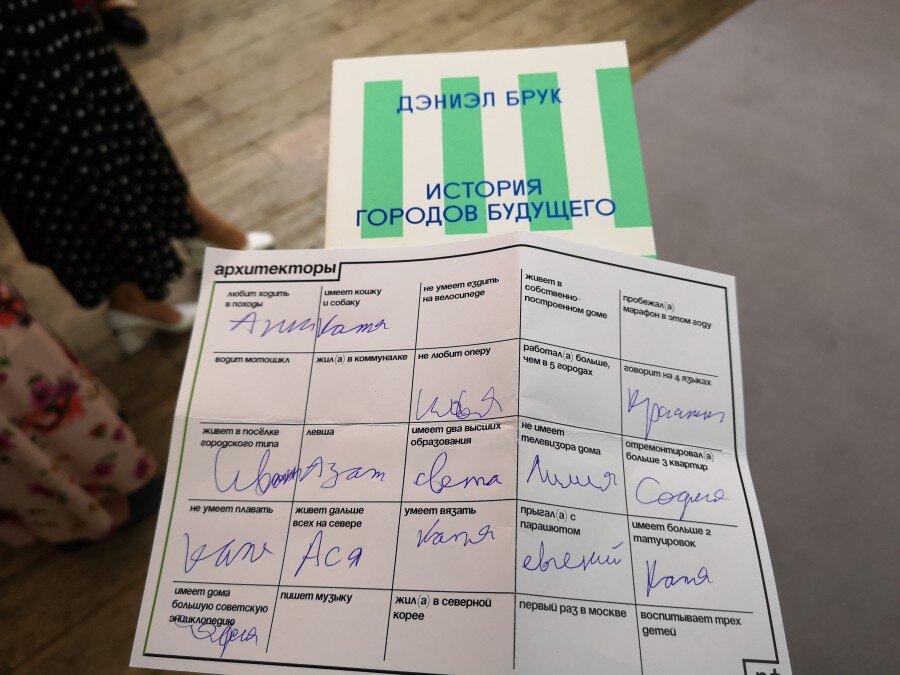 ДЭНИЭЛ БРУК
ИСТОРИЯ
ГОРОДОВ БУДУЩЕГО
архитекторы
любит ходить
в походы
имеет кошку
и собаку
Катя
не умеет ездить
на велосипеде
живет в
собственно-
построенном доме
пробежал(а)
марафон в этом году
водит мотоцикл
жил(а) в коммуналке
не любит оперу
Илья
работал(а) больше,
чем в 5 городах
говорит на 4 языках
живет в посёлке
городского типа
левша
Азат
имеет два высших
образования
света
не имеет
телевизора дома
Лилия
отремонтировал(а)
больше 3 квартир
София
не умеет плавать
живет дальше
всех на севере
Ася
умеет вязать
Катя
прыгал(а) с
парашютом
евгений
имеет больше 2
татуировок
Катя
имеет дома
большую советскую
энциклопедию
пишет музыку
жил(а) в северной
корее
первый раз в москве
воспитывает трех
детей